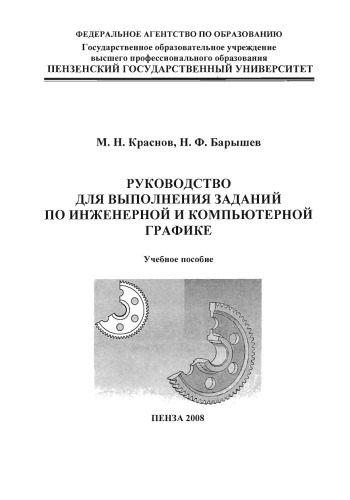 ФЕДЕРАЛЬНОЕ АГЕНТСТВО ПО ОБРАЗОВАНИЮ
Государственное образовательное учреждение
высшего профессионального образования
ПЕНЗЕНСКИЙ ГОСУДАРСТВЕННЫЙ УНИВЕРСИТЕТ
М. Н. Краснов, Н. Ф. Барышев
РУКОВОДСТВО
ДЛЯ ВЫПОЛНЕНИЯ ЗАДАНИЙ
ПО ИНЖЕНЕРНОЙ И КОМПЬЮТЕРНОЙ
ГРАФИКЕ
Учебное пособие
ПЕНЗА 2008